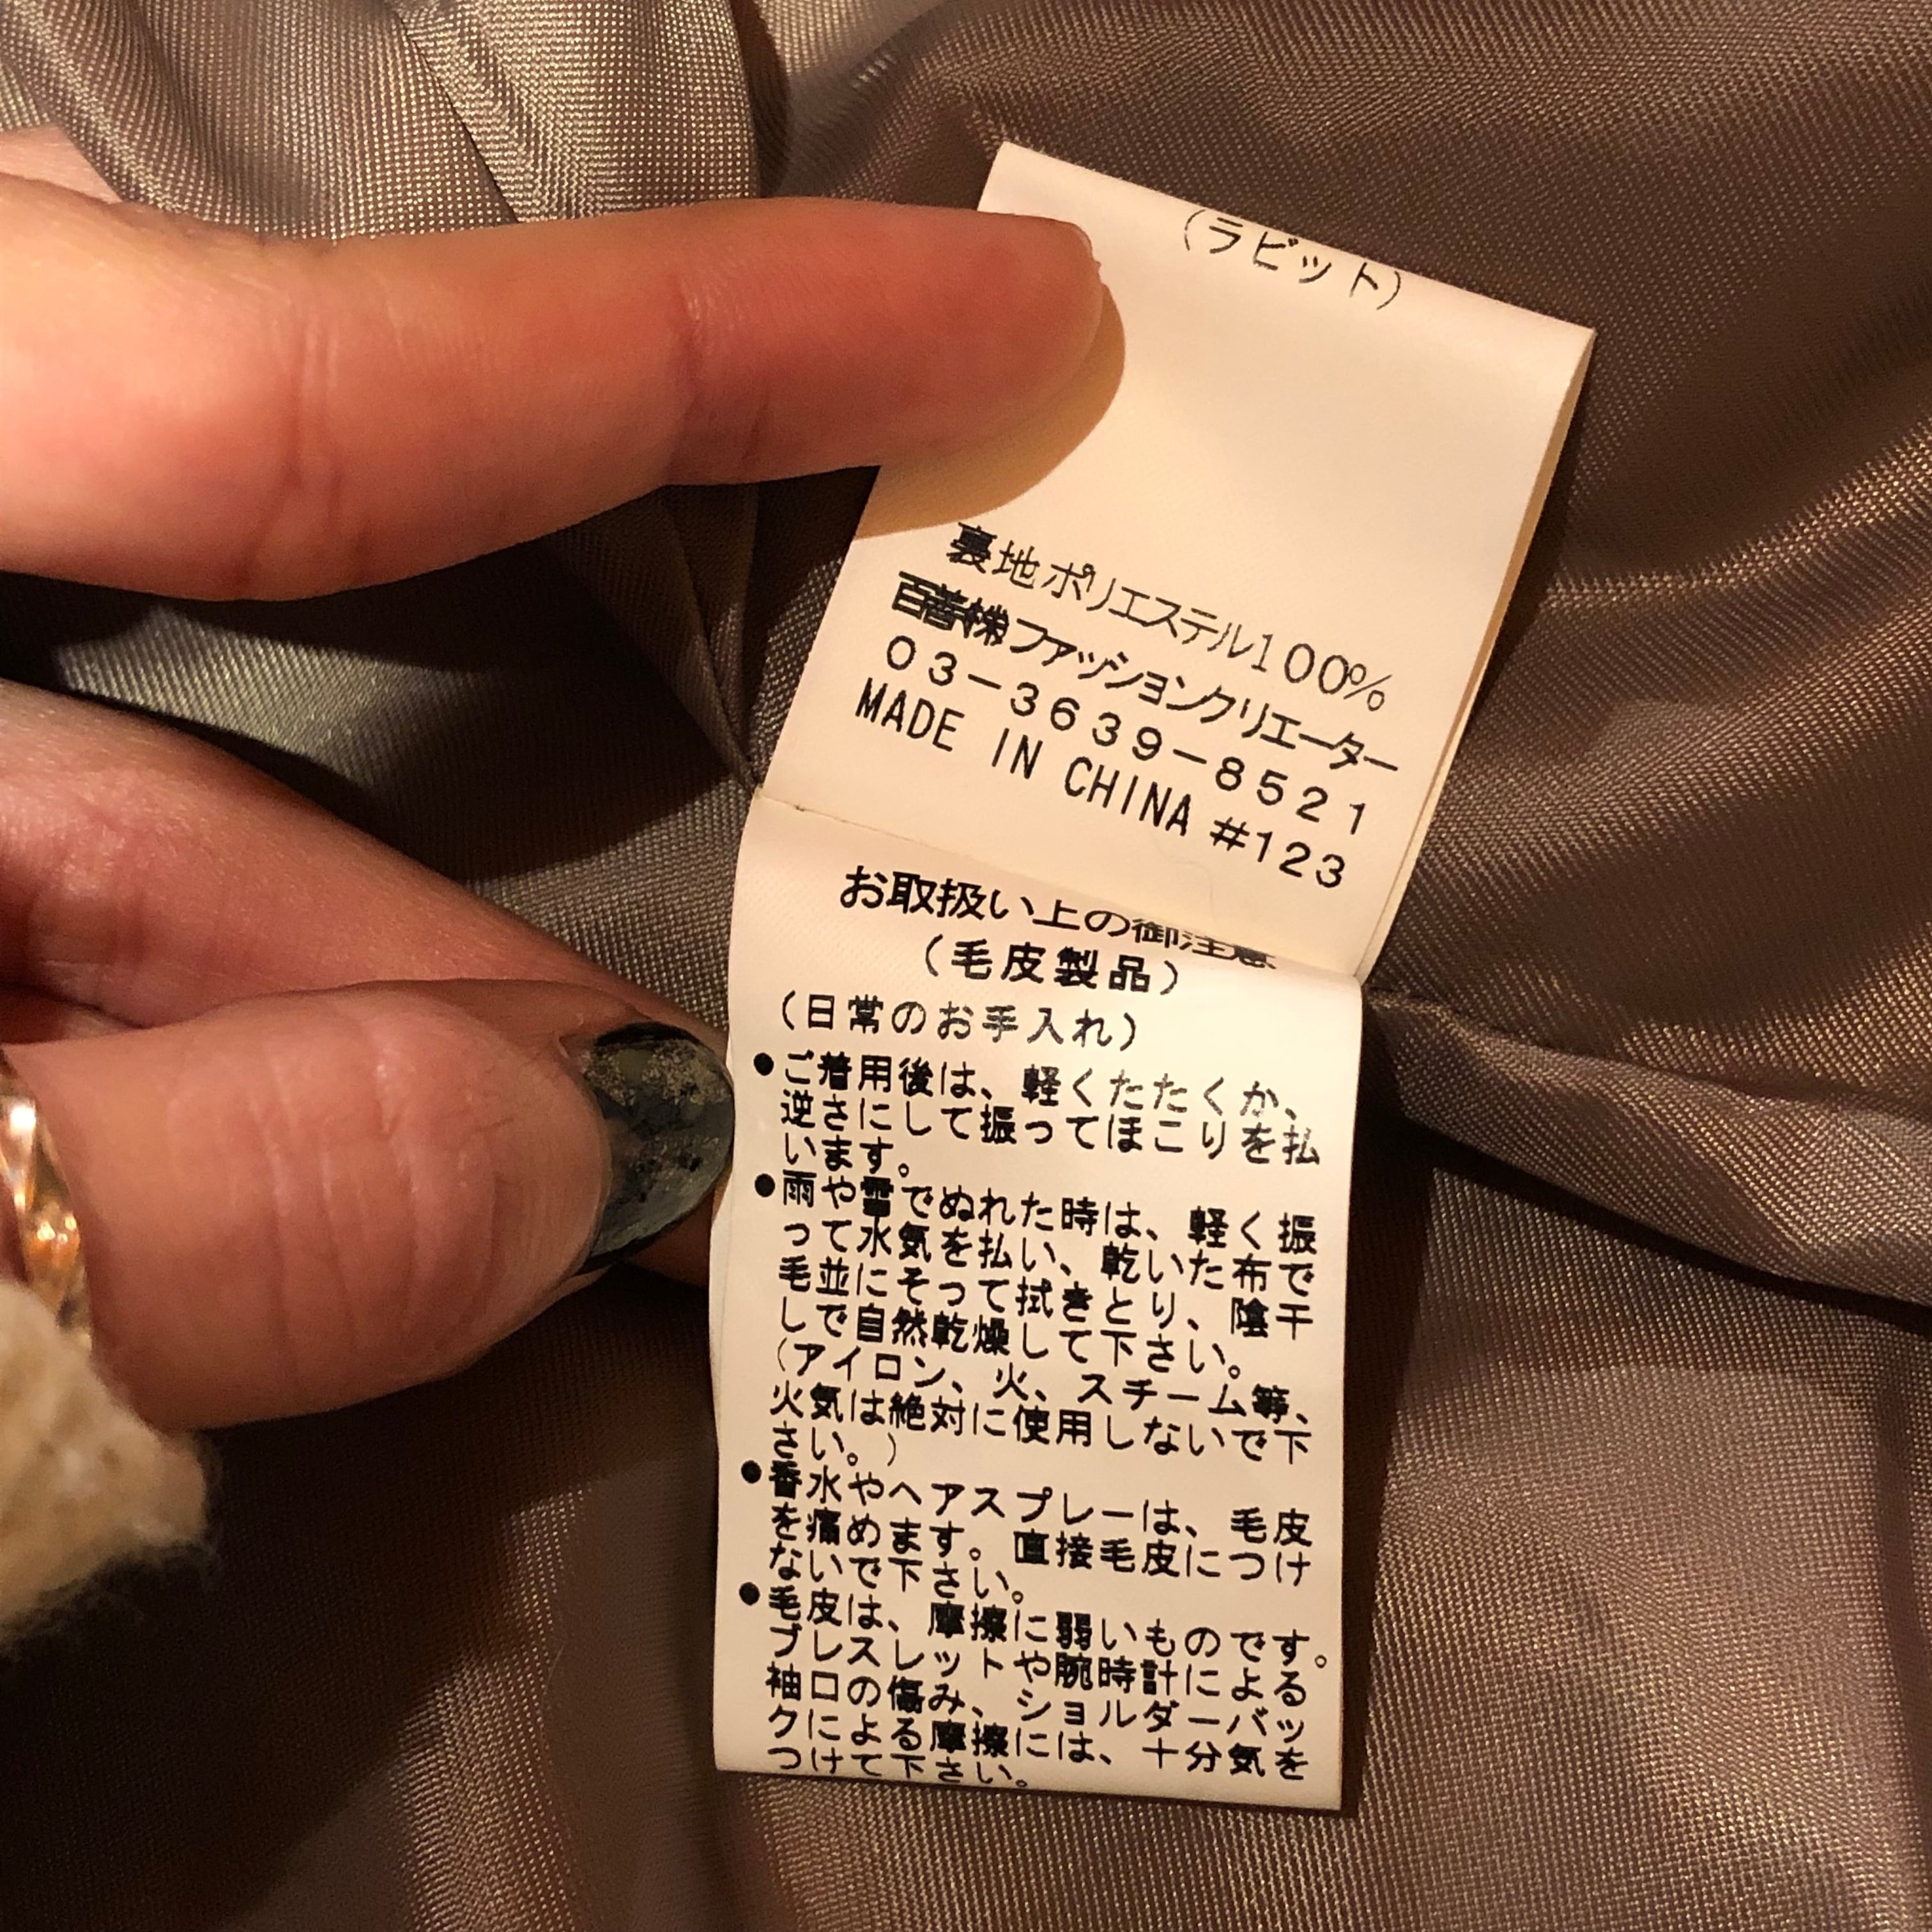 (ラビット)
裏地ポリエステル100%
百善㈱ファッションクリエーター
03-3639-8521
MADE IN CHINA #123
お取扱い上の御注意
(毛皮製品)
(日常のお手入れ)
●ご着用後は、軽くたたくか、
逆さにして振ってほこりを払
います。
●雨や雪でぬれた時は、軽く振
って水気を払い、乾いた布で
毛並にそって拭きとり、陰干
しで自然乾燥して下さい。
(アイロン、火、スチーム等、
火気は絶対に使用しないで下
さい。)
●香水やヘアスプレーは、毛皮
を痛めます。直接毛皮につけ
ないで下さい。
●毛皮は、摩擦に弱いものです。
ブレスレットや腕時計による
袖口の傷み、ショルダーバッ
クによる摩擦には、十分気を
つけて下さい。